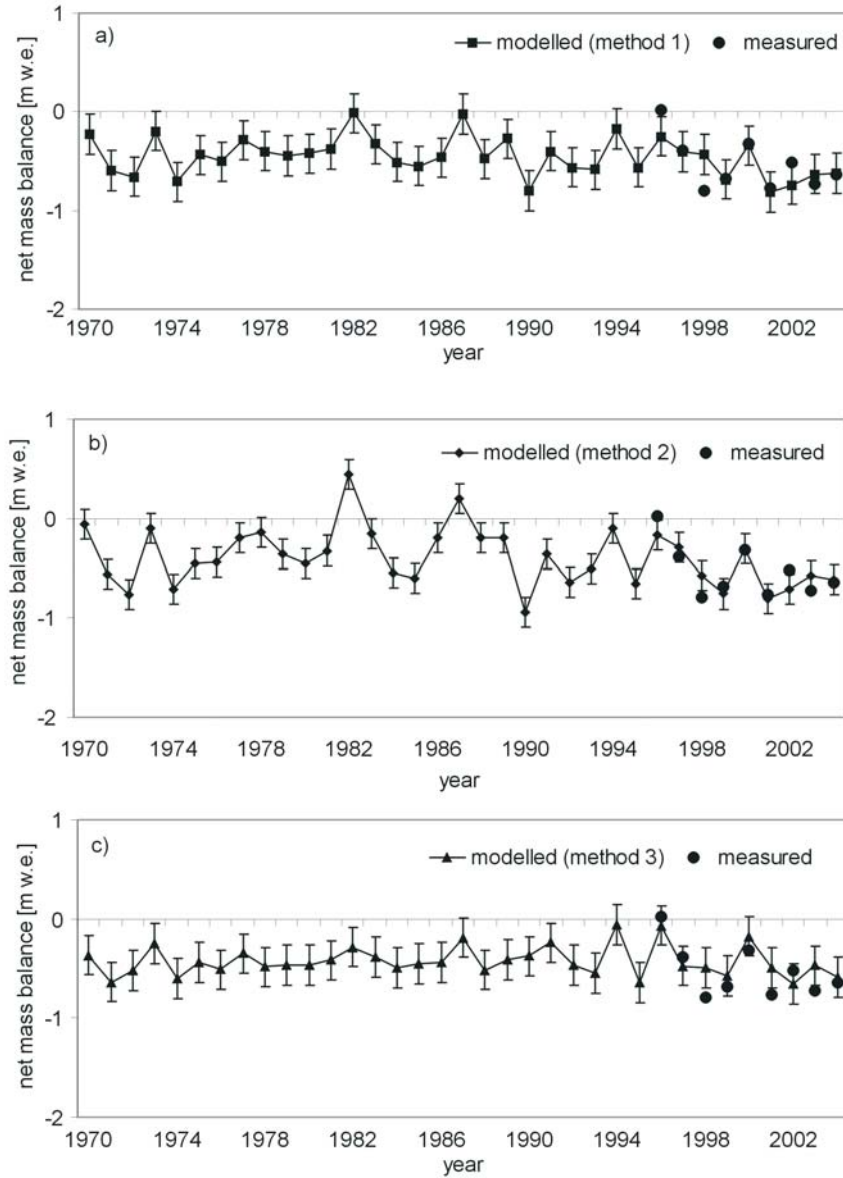 a)
modelled (method 1) measured
net mass balance [m w.e.]
1
0
-1
-2
1970 1974 1978 1982 1986 1990 1994 1998 2002
year
b)
modelled (method 2) measured
net mass balance [m w.e.]
1
0
-1
-2
1970 1974 1978 1982 1986 1990 1994 1998 2002
year
c)
modelled (method 3) measured
net mass balance [m w.e.]
1
0
-1
-2
1970 1974 1978 1982 1986 1990 1994 1998 2002
year